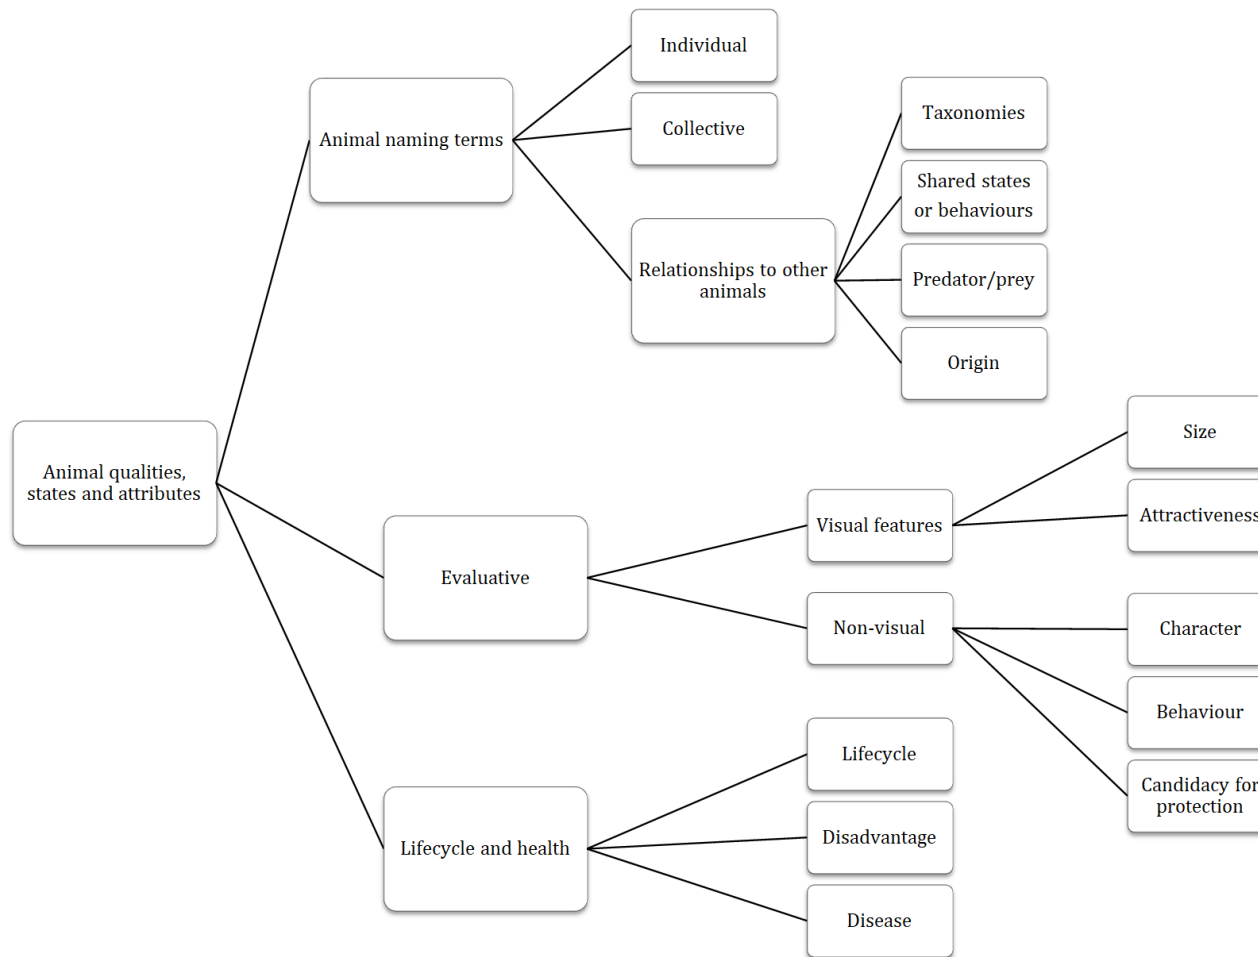 Individual
Animal naming terms
Collective
Taxonomies
Shared states
or behaviours
Relationships to other
animals
Predator/prey
Origin
Animal qualities,
states and attributes
Evaluative
Visual features
Size
Attractiveness
Non-visual
Character
Behaviour
Candidacy for
protection
Lifecycle and health
Lifecycle
Disadvantage
Disease